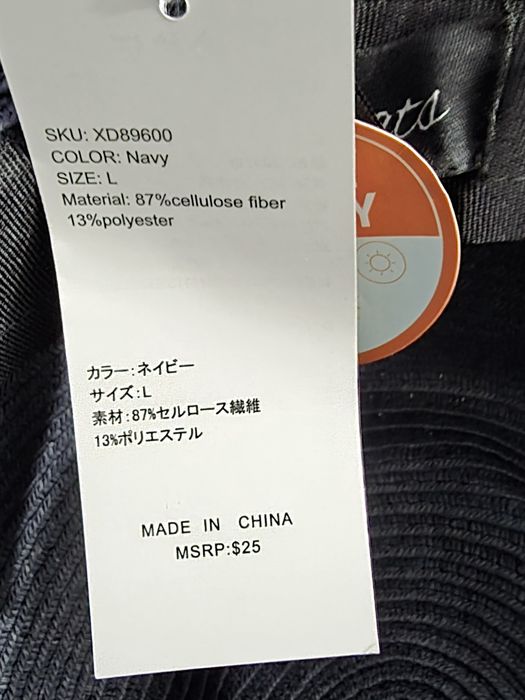 SKU: XD89600
COLOR: Navy
SIZE: L
Material: 87%cellulose fiber
13%polyester
カラー:ネイビー
サイズ:L
素材:87%セルロース繊維
13%ポリエステル
MADE IN CHINA
MSRP:$25